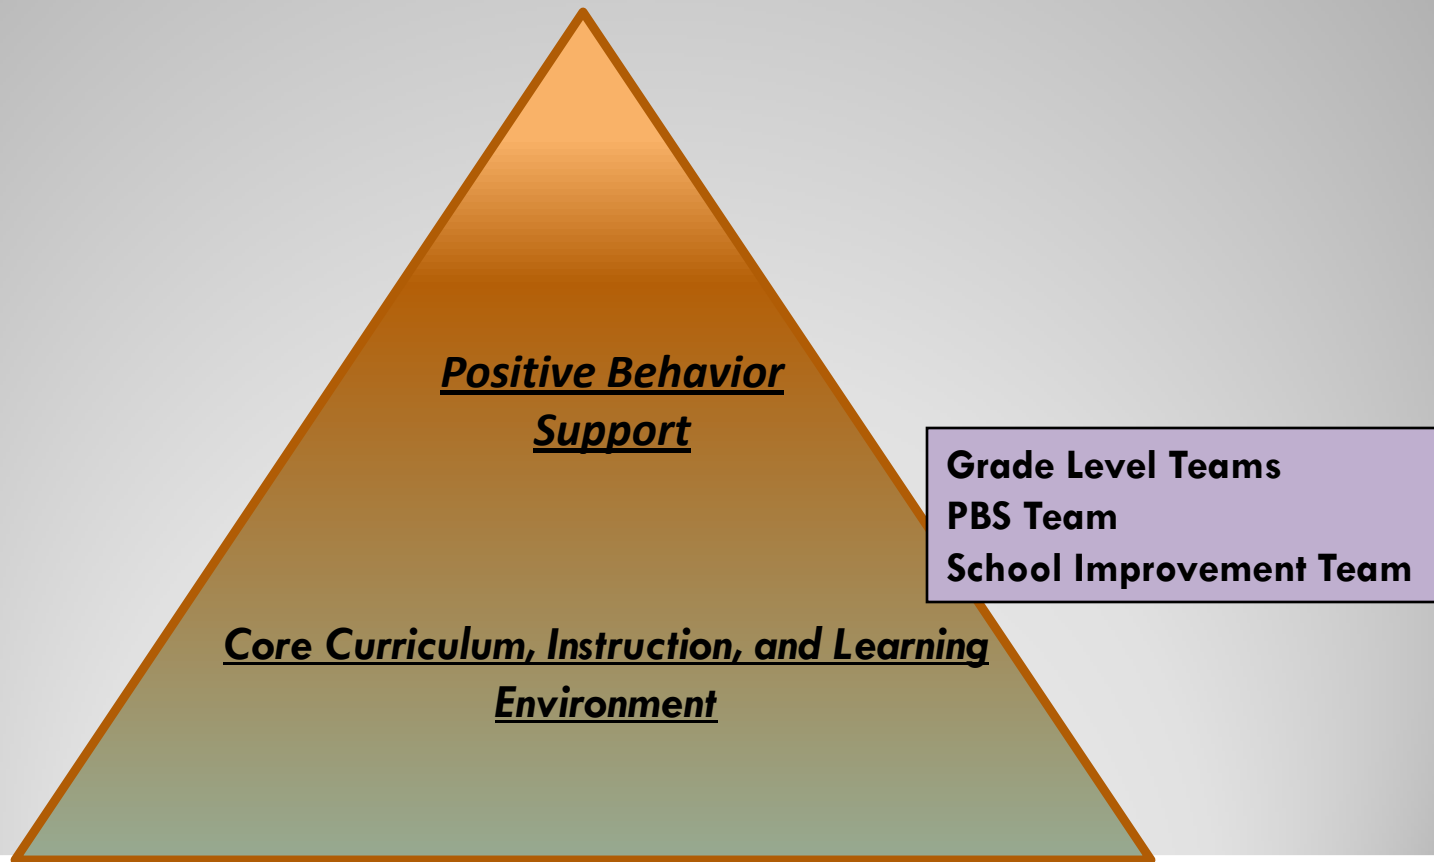 Positive Behavior
Support
Grade Level Teams
PBS Team
School Improvement Team
Core Curriculum, Instruction, and Learning
Environment